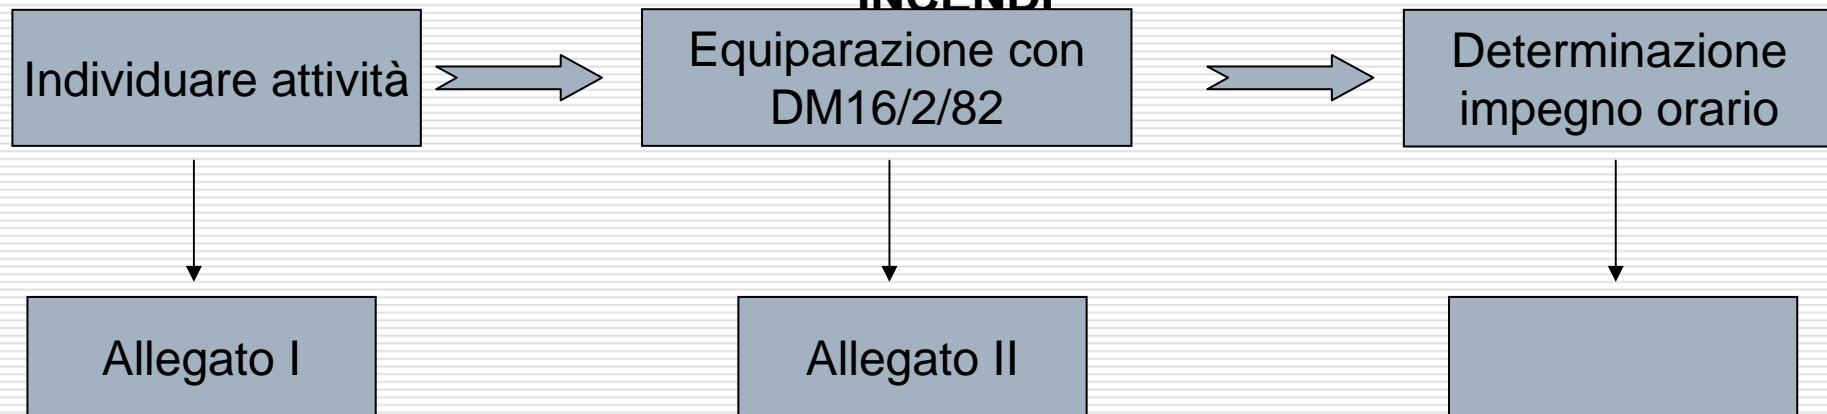 INCENDI
Individuare attività
Equiparazione con
DM16/2/82
Determinazione
impegno orario
Allegato I
Allegato II